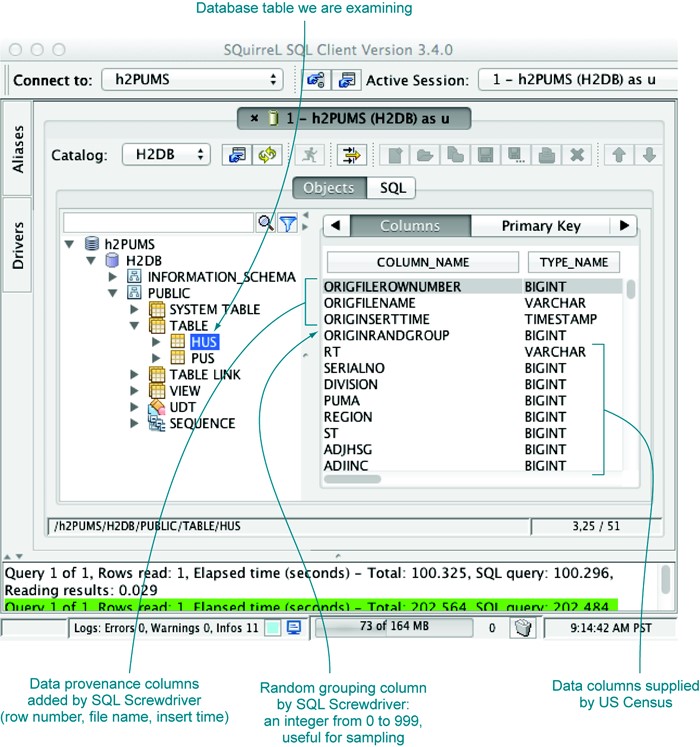 Database table we are examining
SQuirreL SQL Client Version 3.4.0
Connect to: h2PUMS Active Session: 1 – h2PUMS (H2DB) as u
Aliases
Drivers
1 – h2PUMS (H2DB) as u
Catalog: H2DB
Objects SQL
h2PUMS
H2DB
INFORMATION_SCHEMA
PUBLIC
SYSTEM TABLE
TABLE
HUS
PUS
TABLE LINK
VIEW
UDT
SEQUENCE
Columns Primary Key
COLUMN_NAME TYPE_NAME
ORIGFILEROWNUMBER BIGINT
ORIGFILENAME VARCHAR
ORIGINSERTTIME TIMESTAMP
ORIGINRANDGROUP BIGINT
RT VARCHAR
SERIALNO BIGINT
DIVISION BIGINT
PUMA BIGINT
REGION BIGINT
ST BIGINT
ADJHSG BIGINT
ADJINC BIGINT
/h2PUMS/H2DB/PUBLIC/TABLE/HUS 3,25 / 51
Query 1 of 1, Rows read: 1, Elapsed time (seconds) – Total: 100.325, SQL query: 100.296,
Reading results: 0.029
Query 1 of 1, Rows read: 1, Elapsed time (seconds) – Total: 202.564, SQL query: 202.484,
Logs: Errors 0, Warnings 0, Infos 11 73 of 164 MB 0 9:14:42 AM PST
Data provenance columns
added by SQL Screwdriver
(row number, file name, insert time)
Random grouping column
by SQL Screwdriver:
an integer from 0 to 999,
useful for sampling
Data columns supplied
by US Census